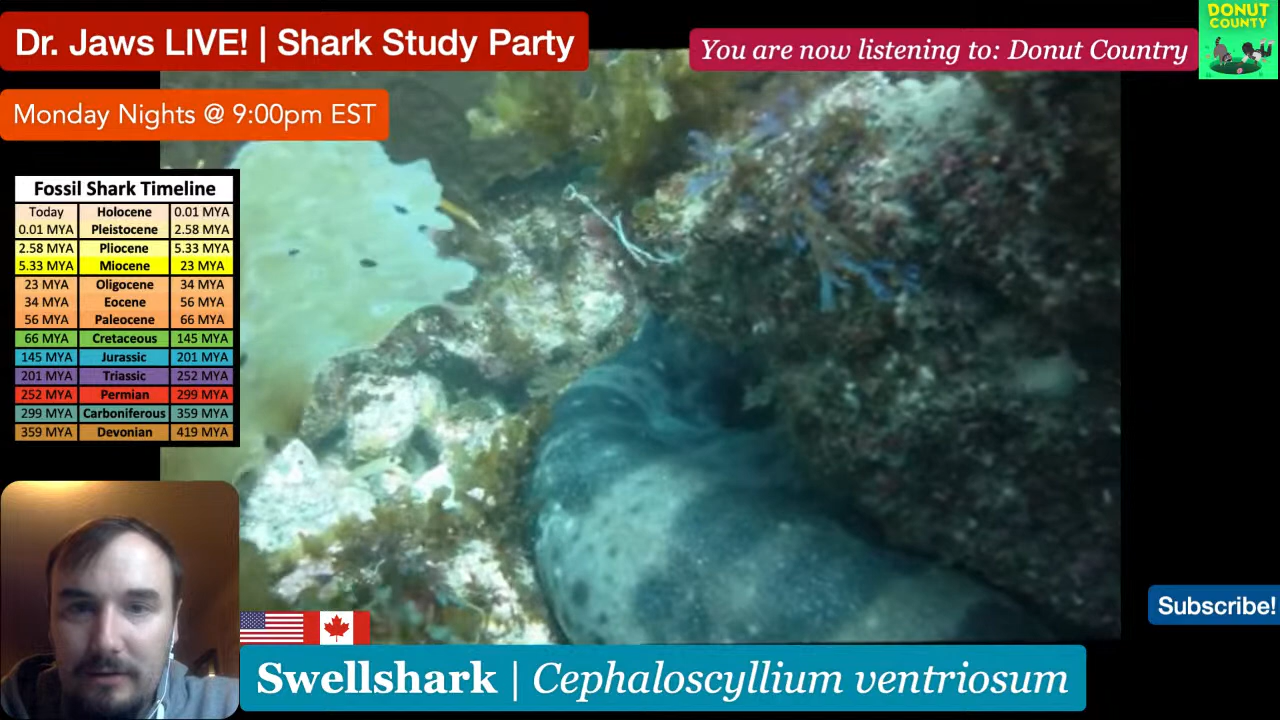 Dr. Jaws LIVE! | Shark Study Party
You are now listening to: Donut Country
DONUT
COUNTY
Monday Nights @ 9:00pm EST
Fossil Shark Timeline
Today Holocene 0.01 MYA
0.01 MYA Pleistocene 2.58 MYA
2.58 MYA Pliocene 5.33 MYA
5.33 MYA Miocene 23 MYA
23 MYA Oligocene 34 MYA
34 MYA Eocene 56 MYA
56 MYA Paleocene 66 MYA
66 MYA Cretaceous 145 MYA
145 MYA Jurassic 201 MYA
201 MYA Triassic 252 MYA
252 MYA Permian 299 MYA
299 MYA Carboniferous 359 MYA
359 MYA Devonian 419 MYA
Subscribe!
Swellshark | Cephaloscyllium ventriosum